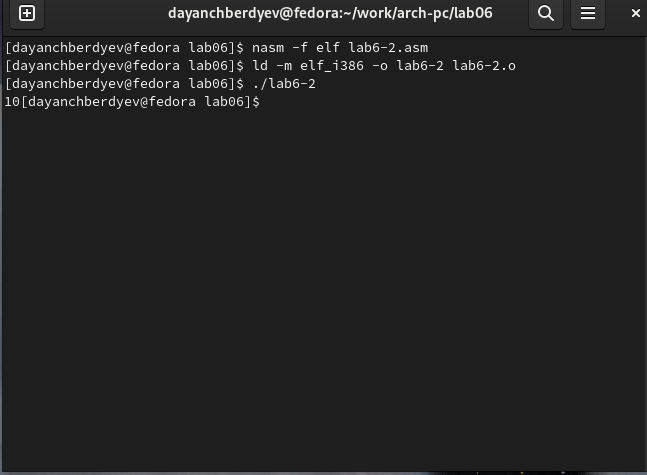 dayanchberdyev@fedora:~/work/arch-pc/lab06
[dayanchberdyev@fedora lab06]$ nasm -f elf lab6-2.asm
[dayanchberdyev@fedora lab06]$ ld -m elf_i386 -o lab6-2 lab6-2.o
[dayanchberdyev@fedora lab06]$ ./lab6-2
10[dayanchberdyev@fedora lab06]$